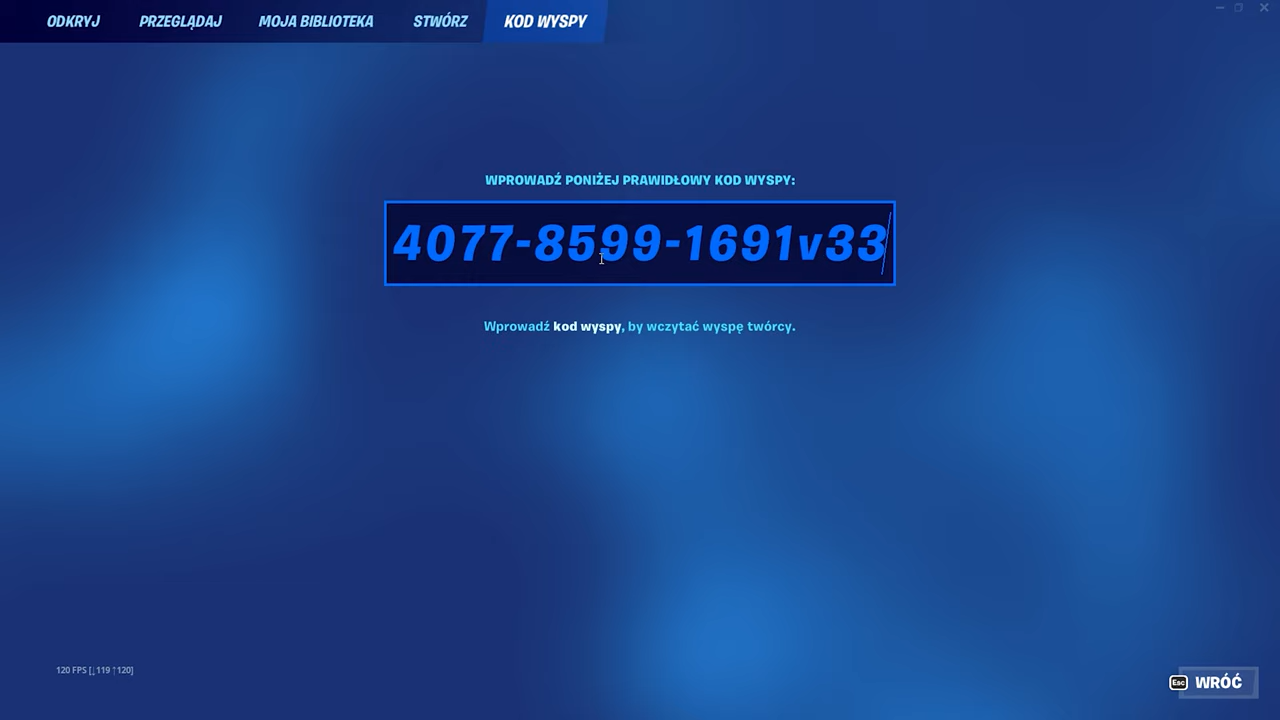 ODKRYJ PRZEGLĄDAJ MOJA BIBLIOTEKA STWÓRZ KOD WYSPY
WPROWADŹ PONIŻEJ PRAWIDŁOWY KOD WYSPY:
4077-8599-1691v33
Wprowadź kod wyspy, by wczytać wyspę twórcy.
120 FPS [↓119 ↑120]
Esc WRÓĆ